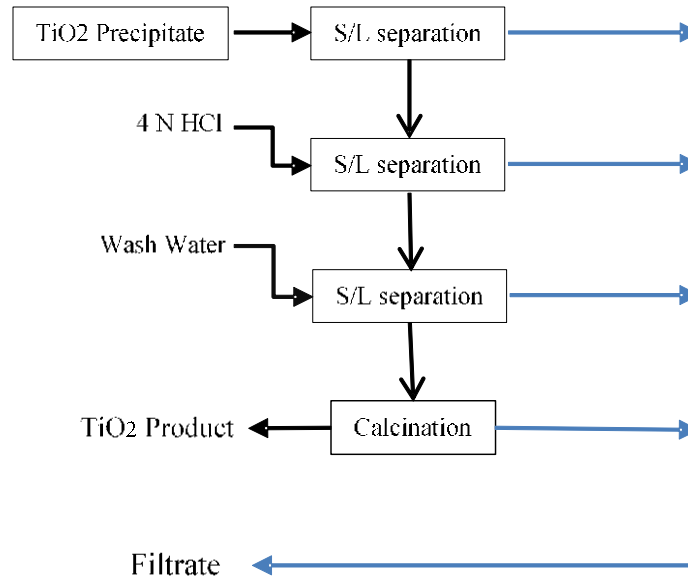 TiO2 Precipitate
S/L separation
4 N HCl
S/L separation
Wash Water
S/L separation
TiO2 Product
Calcination
Filtrate